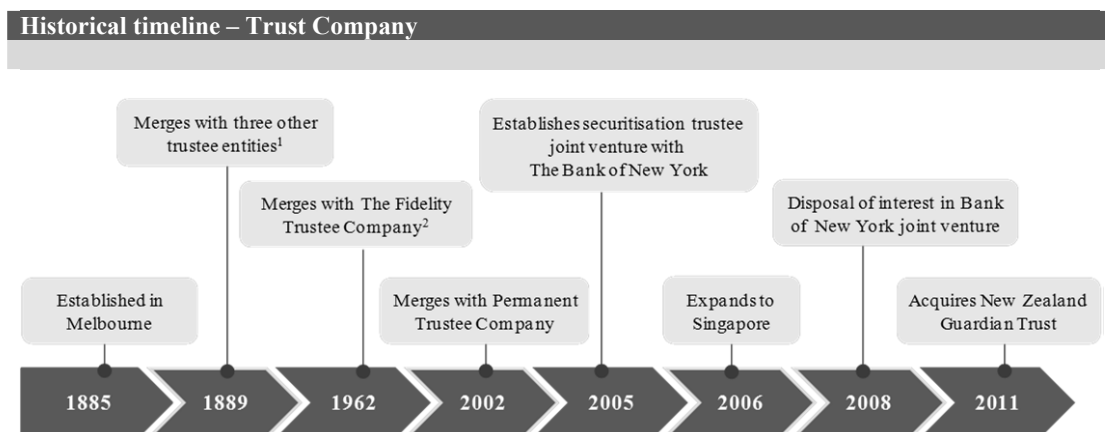 Historical timeline – Trust Company
Merges with three other
trustee entities¹
Establishes securitisation trustee
joint venture with
The Bank of New York
Merges with The Fidelity
Trustee Company²
Disposal of interest in Bank
of New York joint venture
Established in
Melbourne
Merges with Permanent
Trustee Company
Expands to
Singapore
Acquires New Zealand
Guardian Trust
1885
1889
1962
2002
2005
2006
2008
2011